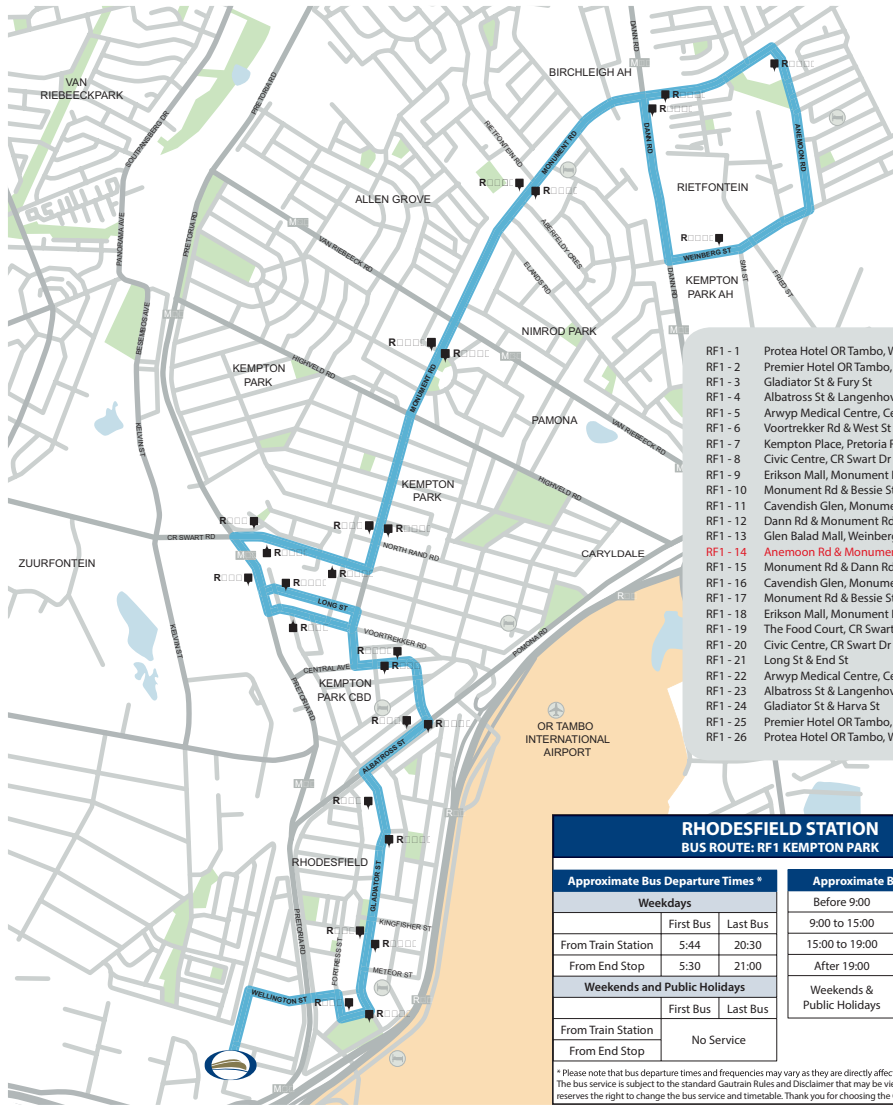 DANN RD
BIRCHLEIGH AH
VAN
RIEBEECKPARK
PRETORIA RD
SOUTPANSBERG DR
RIETFONTEIN RD
MONUMENT RD
DANN RD
ANEMOON RD
RIETFONTEIN
ALLEN GROVE
PANORAMA AVE
PRETORIA RD
VAN RIEBEECK RD
ABERFELDY CRES
ELANDS RD
WEINBERG ST
SIM ST
FRIED ST
DANN RD
KEMPTON
PARK AH
BESEMBOS AVE
NIMROD PARK
KEMPTON
PARK
HIGHVELD RD
MONUMENT RD
PAMONA
VAN RIEBEECK RD
KELVIN ST
HIGHVELD RD
KEMPTON
PARK
CR SWART RD
NORTH RAND RD
ZUURFONTEIN
CARYLDALE
LONG ST
VOORTREKKER RD
POMONA RD
KELVIN ST
CENTRAL AVE
KEMPTON
PARK CBD
PRETORIA RD
OR TAMBO
INTERNATIONAL
AIRPORT
ALBATROSS ST
RHODESFIELD
GLADIATOR ST
KINGFISHER ST
PRETORIA RD
FORTRESS ST
METEOR ST
WELLINGTON ST
RF1 - 1 Protea Hotel OR Tambo,
RF1 - 2 Premier Hotel OR Tambo,
RF1 - 3 Gladiator St & Fury St
RF1 - 4 Albatross St &
RF1 - 5 Arwyp Medical Centre,
RF1 - 6 Voortrekker Rd & West St
RF1 - 7 Kempton Place, Pretoria
RF1 - 8 Civic Centre, CR Swart Dr
RF1 - 9 Erikson Mall, Monument
RF1 - 10 Monument Rd & Bessie
RF1 - 11 Cavendish Glen,
RF1 - 12 Dann Rd & Monument Rd
RF1 - 13 Glen Balad Mall,
RF1 - 14 Anemoon Rd &
RF1 - 15 Monument Rd & Dann Rd
RF1 - 16 Cavendish Glen,
RF1 - 17 Monument Rd & Bessie
RF1 - 18 Erikson Mall, Monument
RF1 - 19 The Food Court, CR Swart
RF1 - 20 Civic Centre, CR Swart Dr
RF1 - 21 Long St & End St
RF1 - 22 Arwyp Medical Centre,
RF1 - 23 Albatross St &
RF1 - 24 Gladiator St & Harva St
RF1 - 25 Premier Hotel OR Tambo,
RF1 - 26 Protea Hotel OR Tambo,
RHODESFIELD STATION
BUS ROUTE: RF1 KEMPTON PARK
Approximate Bus Departure Times *
Weekdays
First Bus Last Bus
From Train Station 5:44 20:30
From End Stop 5:30 21:00
Weekends and Public Holidays
First Bus Last Bus
From Train Station
No Service
From End Stop
Approximate
Before 9:00
9:00 to 15:00
15:00 to 19:00
After 19:00
Weekends &
Public Holidays
* Please note that bus departure times and frequencies may vary as they are directly
The bus service is subject to the standard Gautrain Rules and Disclaimer that may be
reserves the right to change the bus service and timetable. Thank you for choosing the